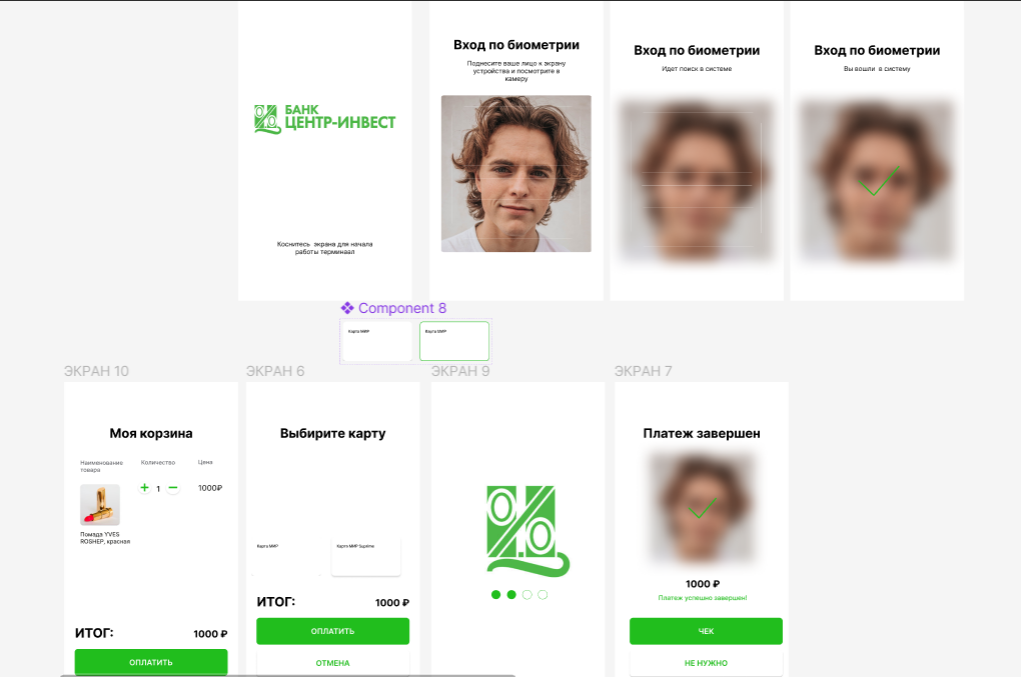 Вход по биометрии
Поднесите ваше лицо к экрану
устройства и посмотрите в
камеру
Вход по биометрии
Идет поиск в системе
Вход по биометрии
Вы вошли в систему
БАНК
ЦЕНТР-ИНВЕСТ
Коснитесь экрана для начала
работы терминаал
Component 8
Карта МИР
Карта МИР
ЭКРАН 10
ЭКРАН 6
ЭКРАН 9
ЭКРАН 7
Моя корзина
Наименование
товара
Количество
Цена
+ 1 −
1000₽
Помада YVES
ROSHEP, красная
ИТОГ:
1000 ₽
ОПЛАТИТЬ
Выбирите карту
Карта МИР
Карта МИР Supreme
ИТОГ:
1000 ₽
ОПЛАТИТЬ
ОТМЕНА
Платеж завершен
1000 ₽
Платеж успешно завершен!
ЧЕК
НЕ НУЖНО